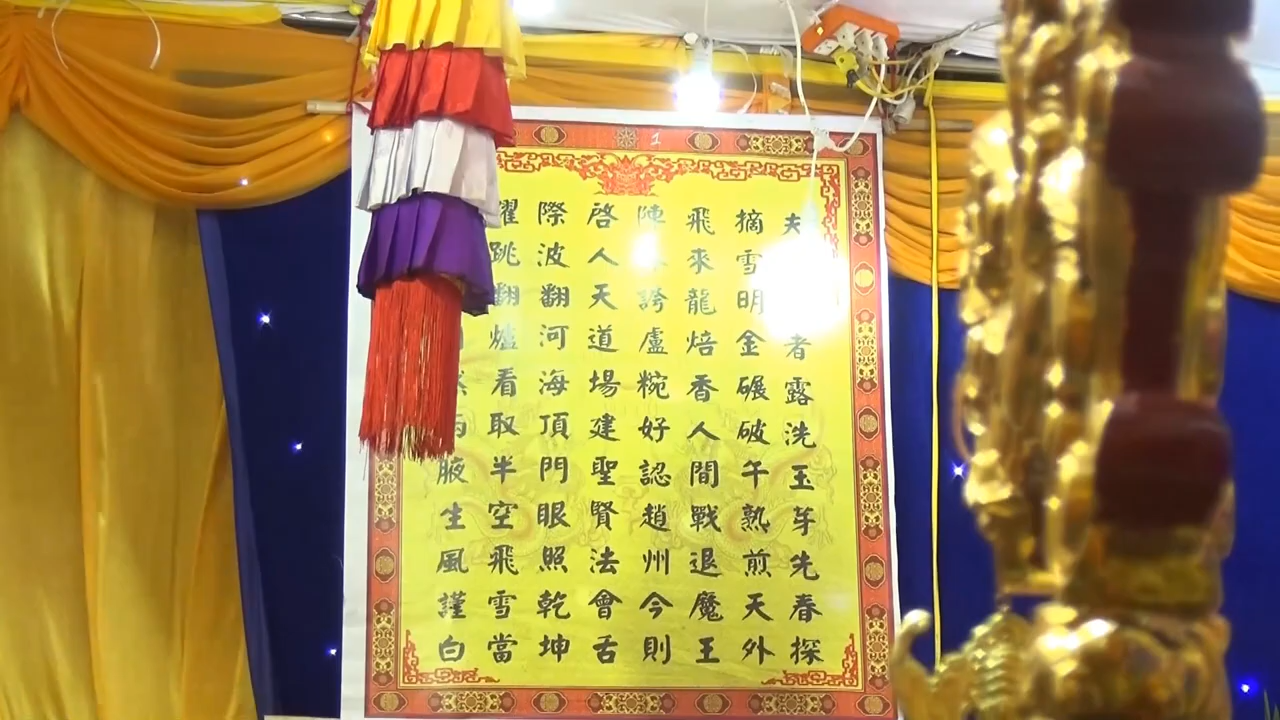 1
夫者露洗玉芽先春探
摘雪明金碾破午熟煎天外
飛來龍焙香人間戰退魔王
陳誇盧椀好認趙州今則
啓人天道場建聖賢法會舌
際波翻河海頂門眼照乾坤
跳翻爐看取半空飛雪當
腋生風謹白